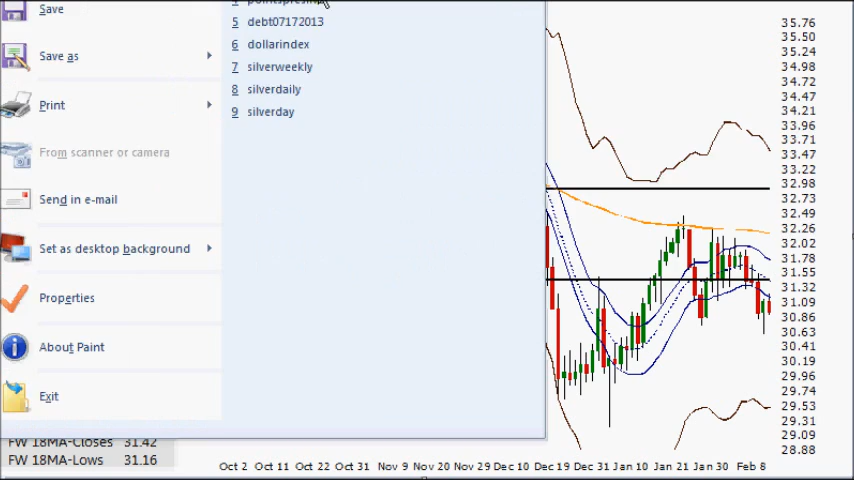 Save
Save as
Print
From scanner or camera
Send in e-mail
Set as desktop background
Properties
About Paint
Exit
5 debt07172013
6 dollarindex
7 silverweekly
8 silverdaily
9 silverday
35.76
35.50
35.24
34.98
34.72
34.47
34.21
33.96
33.71
33.47
33.22
32.98
32.73
32.49
32.26
32.02
31.78
31.55
31.32
31.09
30.86
30.63
30.41
30.19
29.96
29.74
29.53
29.31
29.09
28.88
FW 18MA-Closes 31.42
FW 18MA-Lows 31.16
Oct 2 Oct 11 Oct 22 Oct 31 Nov 9 Nov 20 Nov 29 Dec 10 Dec 19 Dec 31 Jan 10 Jan 21 Jan 30 Feb 8